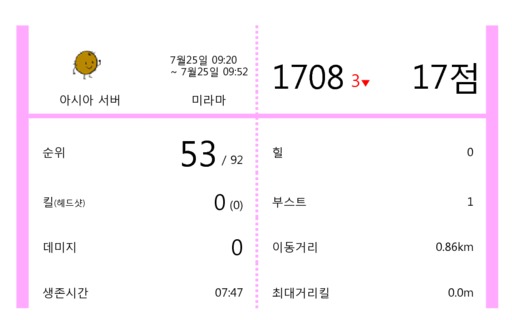 7월25일 09:20
~ 7월25일 09:52
아시아 서버
미라마
1708 3▼
17점
순위
53 / 92
킬(헤드샷)
0 (0)
데미지
0
생존시간
07:47
힐
0
부스트
1
이동거리
0.86km
최대거리킬
0.0m